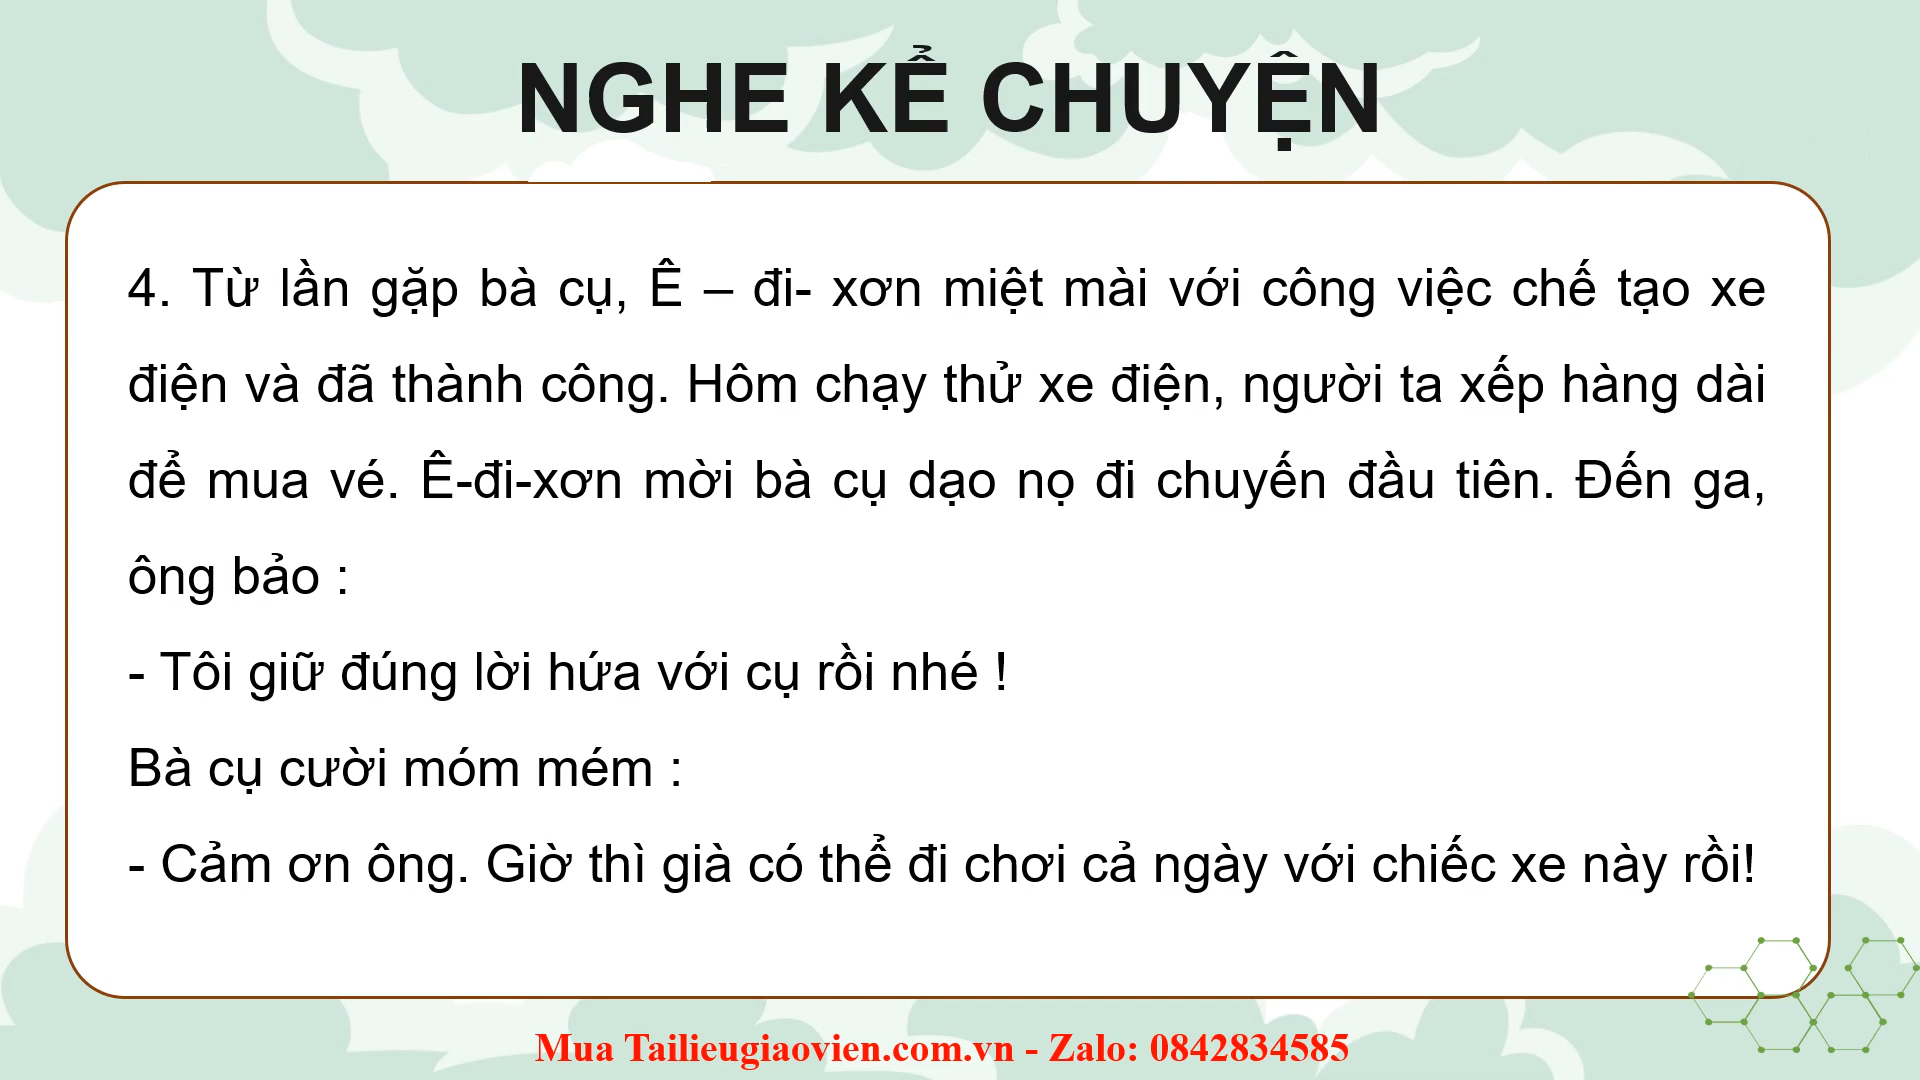 NGHE KỂ CHUYỆN
4. Từ lần gặp bà cụ, Ê – đi- xơn miệt mài với công việc chế tạo xe
điện và đã thành công. Hôm chạy thử xe điện, người ta xếp hàng dài
để mua vé. Ê-đi-xơn mời bà cụ dạo nọ đi chuyến đầu tiên. Đến ga,
ông bảo :
- Tôi giữ đúng lời hứa với cụ rồi nhé !
Bà cụ cười móm mém :
- Cảm ơn ông. Giờ thì già có thể đi chơi cả ngày với chiếc xe này rồi!
Mua Tailieugiaovien.com.vn - Zalo: 0842834585